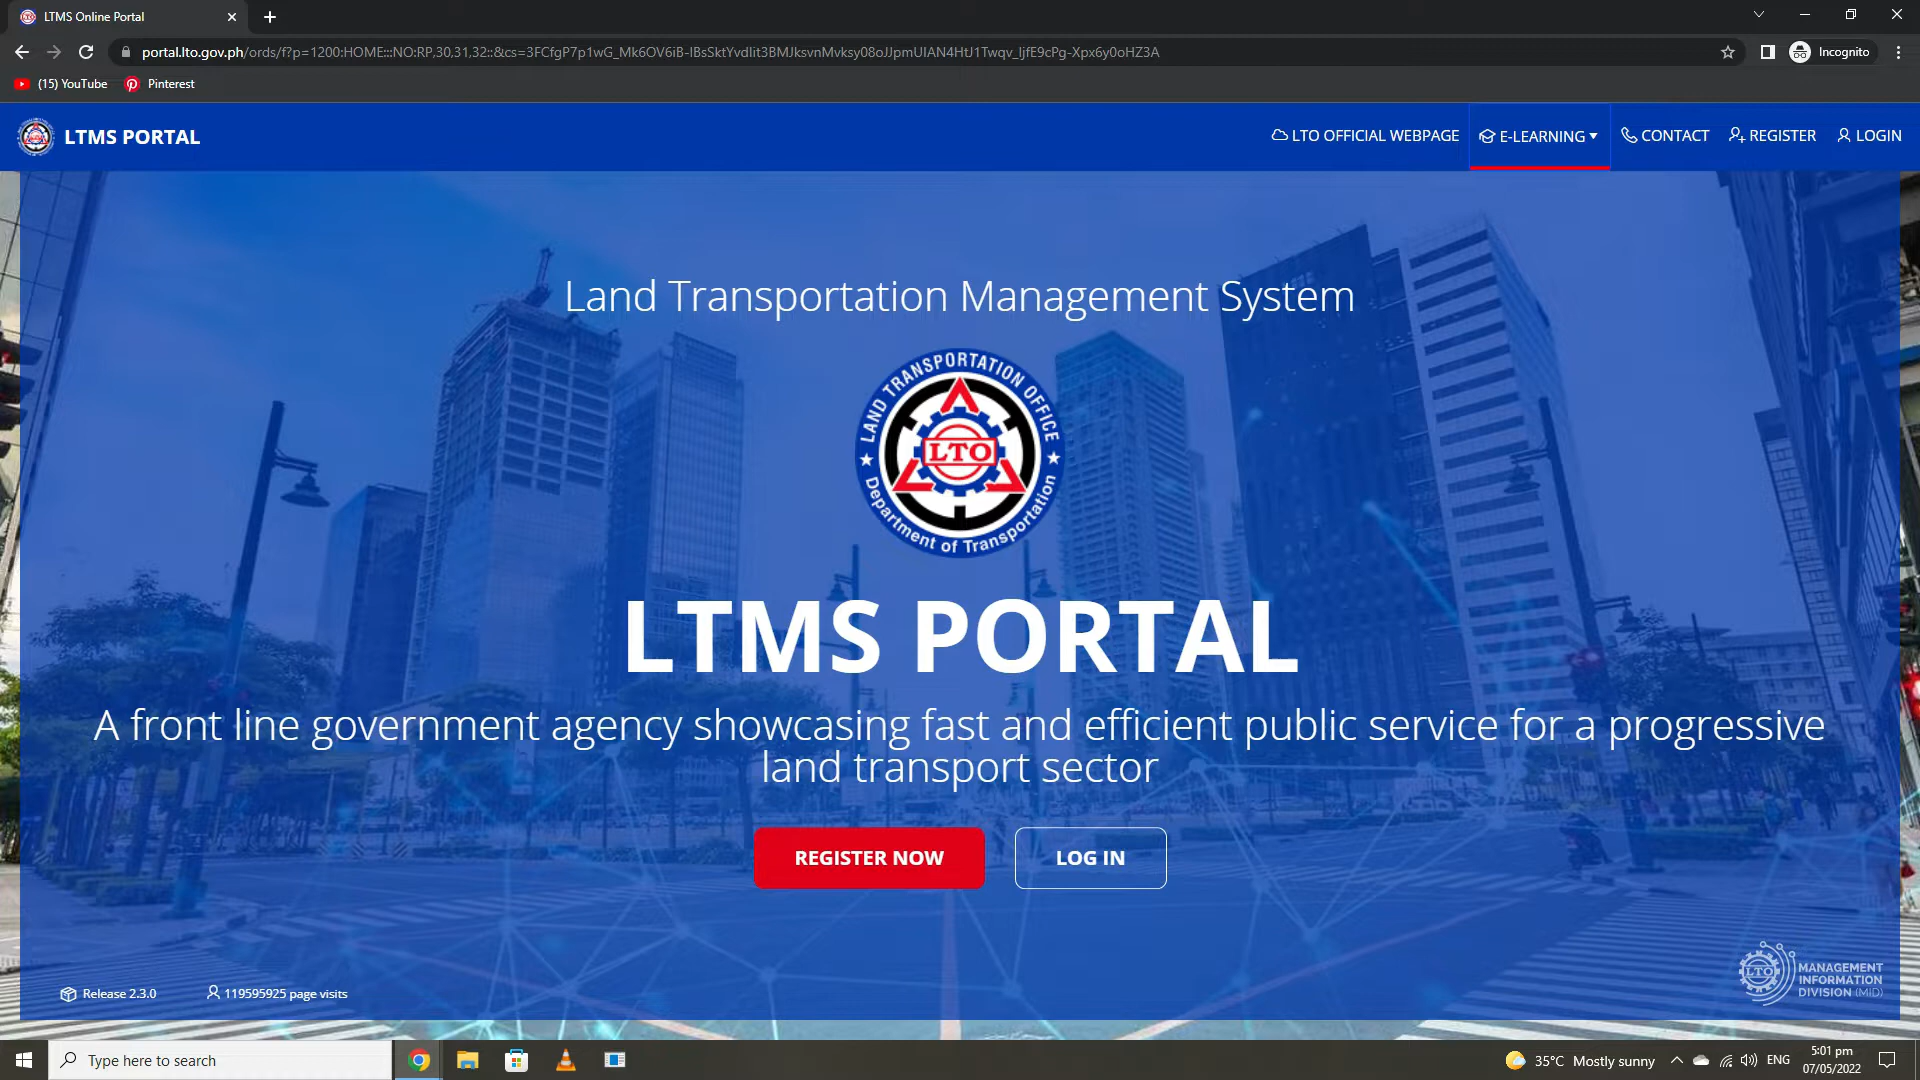 LTMS Online Portal
portal.lto.gov.ph/ords/f?p=1200:HOME:::NO:RP,30,31,32::&cs=3FCfgP7p1wG_Mk6OV6iB-IBsSktYvdIit3BMJksvnMvksy08oJJpmUIAN4HtJ1Twqv_ljfE9cPg-Xpx6y0oHZ3A
Incognito
(15) YouTube
Pinterest
LTMS PORTAL
LTO OFFICIAL WEBPAGE
E-LEARNING
CONTACT
REGISTER
LOGIN
Land Transportation Management System
LAND TRANSPORTATION OFFICE
LTO
Department of Transportation
LTMS PORTAL
A front line government agency showcasing fast and efficient public service for a progressive
land transport sector
REGISTER NOW
LOG IN
Release 2.3.0
119595925 page visits
LTO
MANAGEMENT
INFORMATION
DIVISION (MID)
Type here to search
35°C Mostly sunny
ENG
5:01 pm
07/05/2022